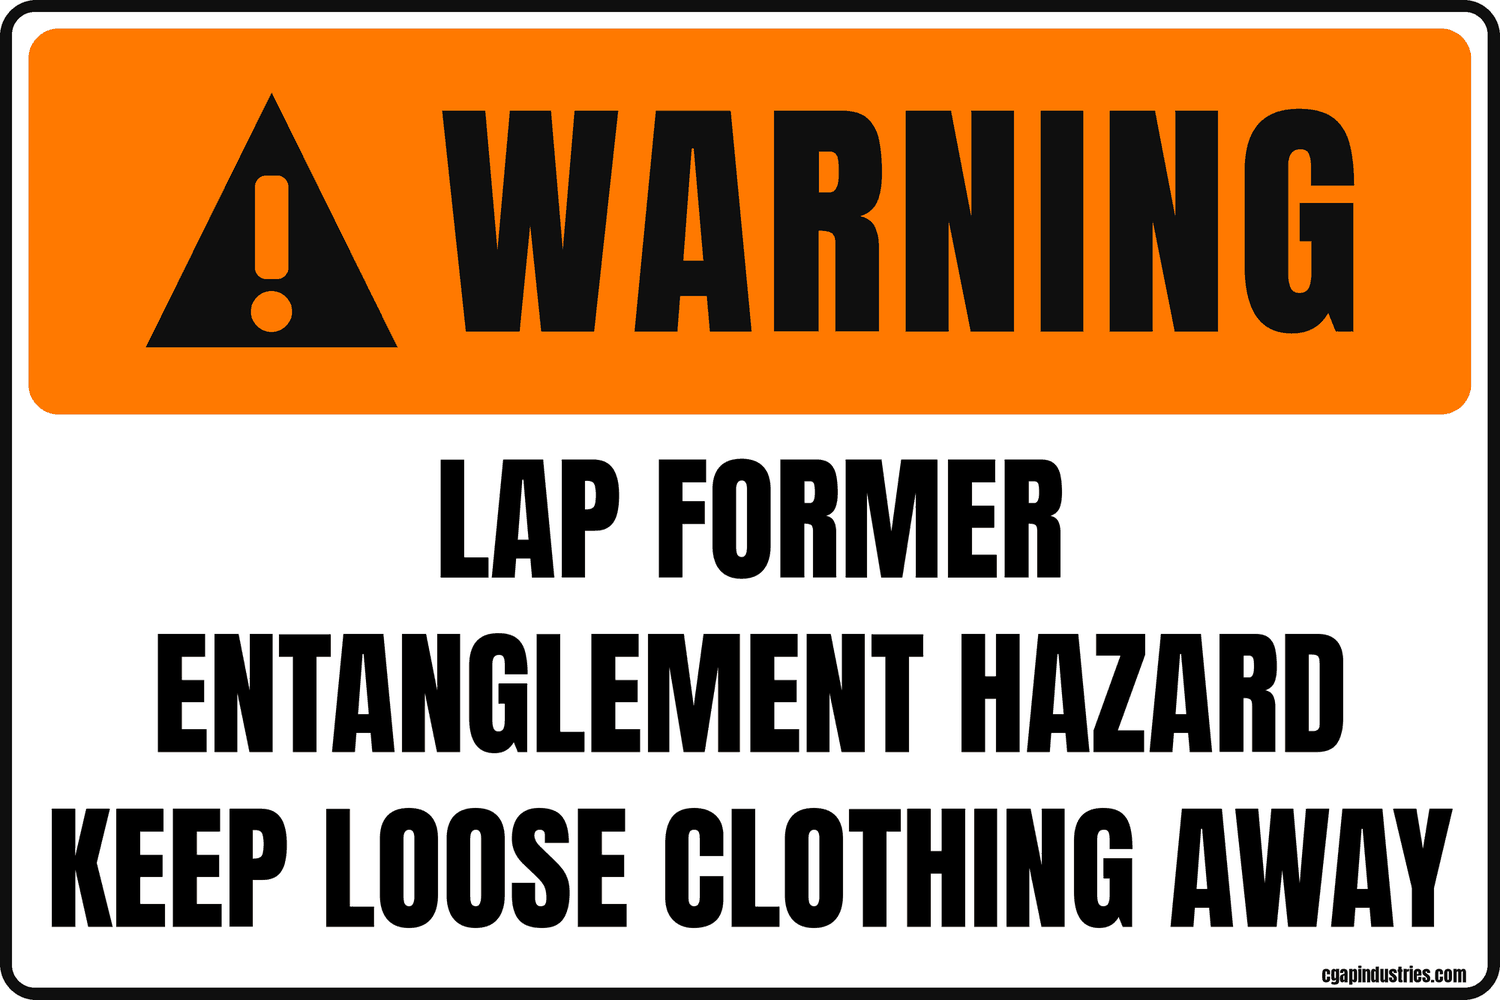 WARNING
LAP FORMER
ENTANGLEMENT HAZARD
KEEP LOOSE CLOTHING AWAY
cgapindustries.com